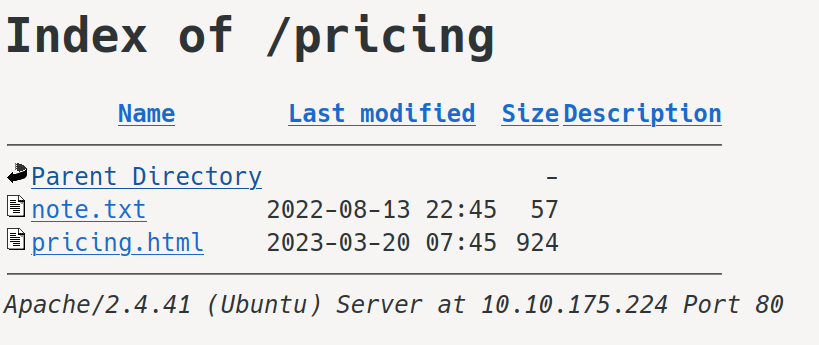 Index of /pricing
Name Last modified Size Description
Parent Directory -
note.txt 2022-08-13 22:45 57
pricing.html 2023-03-20 07:45 924
Apache/2.4.41 (Ubuntu) Server at 10.10.175.224 Port 80